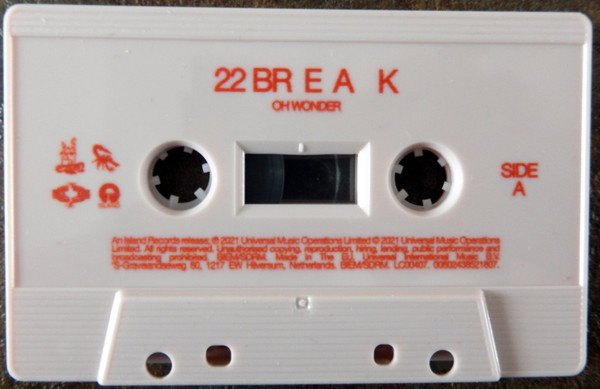 22 BR E A K
OH WONDER
SIDE
A
ISLAND
An Island Records release; ℗ 2021 Universal Music Operations Limited © 2021 Universal Music Operations
Limited. All rights reserved. Unauthorised copying, reproduction, hiring, lending, public performance and
broadcasting prohibited. BIEM/SDRM. Made in The EU. Universal International Music B.V.
'S-Gravelandseweg 80, 1217 EW Hilversum, Netherlands. BIEM/SDRM. LC00407.